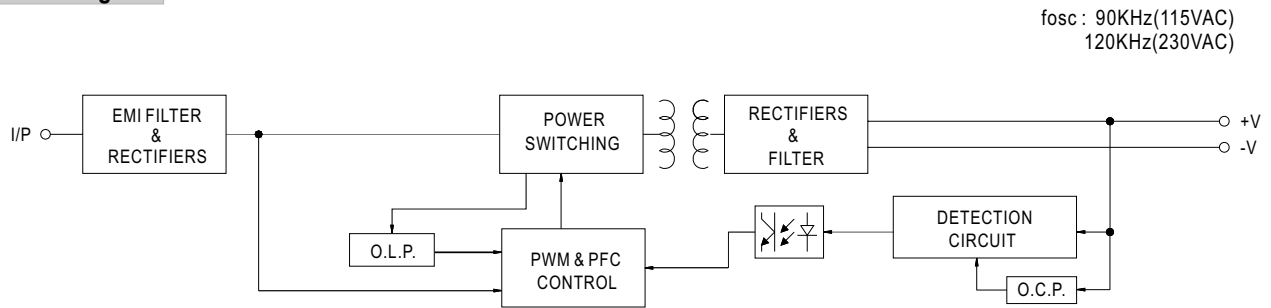 fosc : 90KHz(115VAC)
120KHz(230VAC)
I/P
EMI FILTER
&
RECTIFIERS
POWER
SWITCHING
RECTIFIERS
&
FILTER
+V
-V
O.L.P.
PWM & PFC
CONTROL
DETECTION
CIRCUIT
O.C.P.